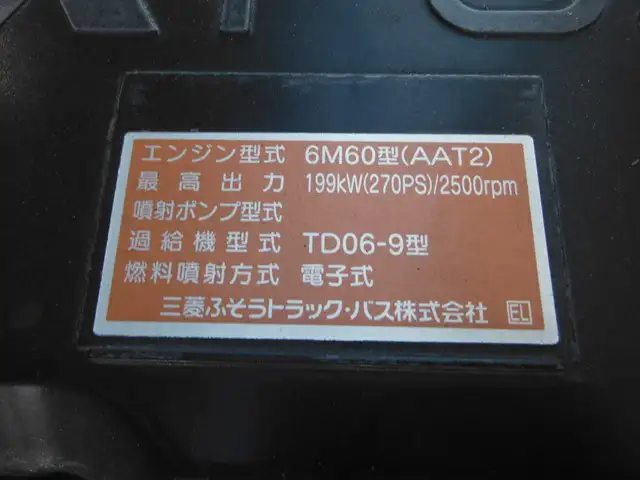 エンジン型式 6M60型(AAT2)
最高出力 199kW(270PS)/2500rpm
噴射ポンプ型式
過給機型式 TD06-9型
燃料噴射方式 電子式
三菱ふそうトラック・バス株式会社 EL